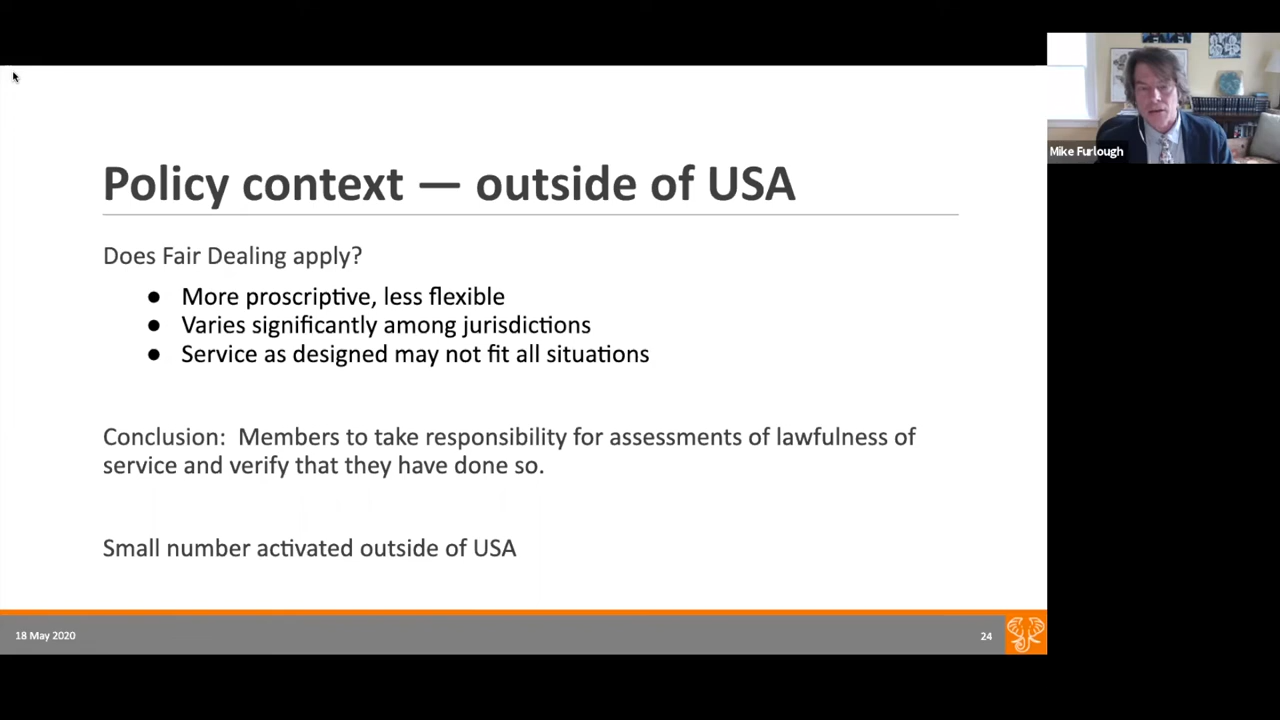 Policy context — outside of USA
Does Fair Dealing apply?
● More proscriptive, less flexible
● Varies significantly among jurisdictions
● Service as designed may not fit all situations
Conclusion:  Members to take responsibility for assessments of lawfulness of
service and verify that they have done so.
Small number activated outside of USA
18 May 2020
24
Mike Furlough